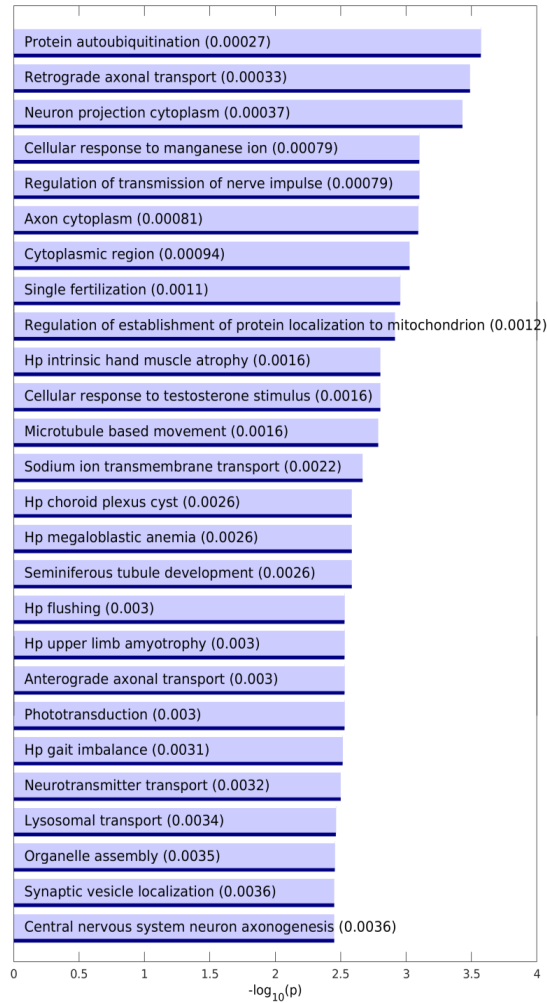 Protein autoubiquitination (0.00027)
Retrograde axonal transport (0.00033)
Neuron projection cytoplasm (0.00037)
Cellular response to manganese ion (0.00079)
Regulation of transmission of nerve impulse (0.00079)
Axon cytoplasm (0.00081)
Cytoplasmic region (0.00094)
Single fertilization (0.0011)
Regulation of establishment of protein localization to mitochondrion (0.0012)
Hp intrinsic hand muscle atrophy (0.0016)
Cellular response to testosterone stimulus (0.0016)
Microtubule based movement (0.0016)
Sodium ion transmembrane transport (0.0022)
Hp choroid plexus cyst (0.0026)
Hp megaloblastic anemia (0.0026)
Seminiferous tubule development (0.0026)
Hp flushing (0.003)
Hp upper limb amyotrophy (0.003)
Anterograde axonal transport (0.003)
Phototransduction (0.003)
Hp gait imbalance (0.0031)
Neurotransmitter transport (0.0032)
Lysosomal transport (0.0034)
Organelle assembly (0.0035)
Synaptic vesicle localization (0.0036)
Central nervous system neuron axonogenesis (0.0036)
0 0.5 1 1.5 2 2.5 3 3.5 4
-log10(p)